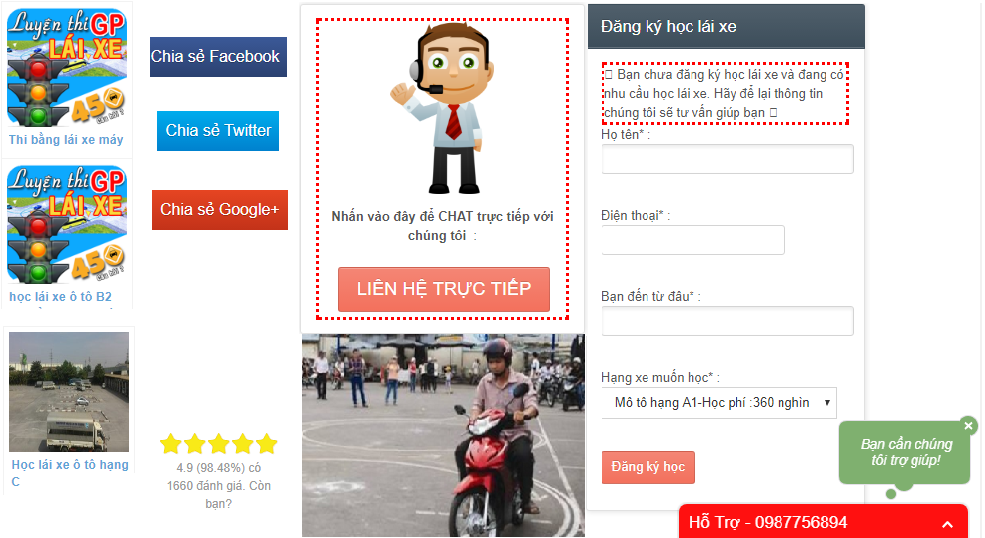 Luyện thi GP
LÁI XE
450
câu hỏi ?
Thi bằng lái xe máy
Luyện thi GP
LÁI XE
450
câu hỏi ?
học lái xe ô tô B2
Học lái xe ô tô hạng
C
Chia sẻ Facebook
Chia sẻ Twitter
Chia sẻ Google+
4.9 (98.48%) có
1660 đánh giá. Còn
bạn?
Nhấn vào đây để CHAT trực tiếp với
chúng tôi :
LIÊN HỆ TRỰC TIẾP
Đăng ký học lái xe
Bạn chưa đăng ký học lái xe và đang có
nhu cầu học lái xe. Hãy để lại thông tin
chúng tôi sẽ tư vấn giúp bạn
Họ tên* :
Điện thoại* :
Bạn đến từ đâu* :
Hạng xe muốn học* :
Mô tô hạng A1-Học phí :360 nghìn
Đăng ký học
Bạn cần chúng
tôi trợ giúp!
Hỗ Trợ - 0987756894